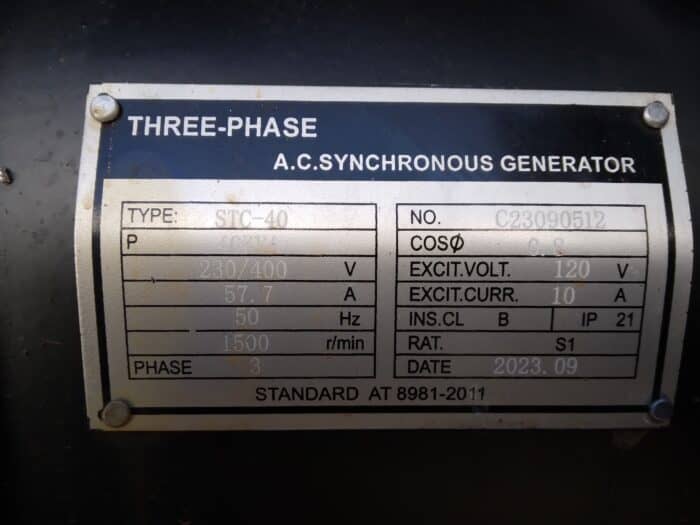 THREE-PHASE
A.C.SYNCHRONOUS GENERATOR
TYPE: STC-40
P 40KVA
230/400 V
57.7 A
50 Hz
1500 r/min
PHASE 3
NO. C23090512
COSφ 0.8
EXCIT.VOLT. 120 V
EXCIT.CURR. 10 A
INS.CL B IP 21
RAT. S1
DATE 2023.09
STANDARD AT 8981-2011